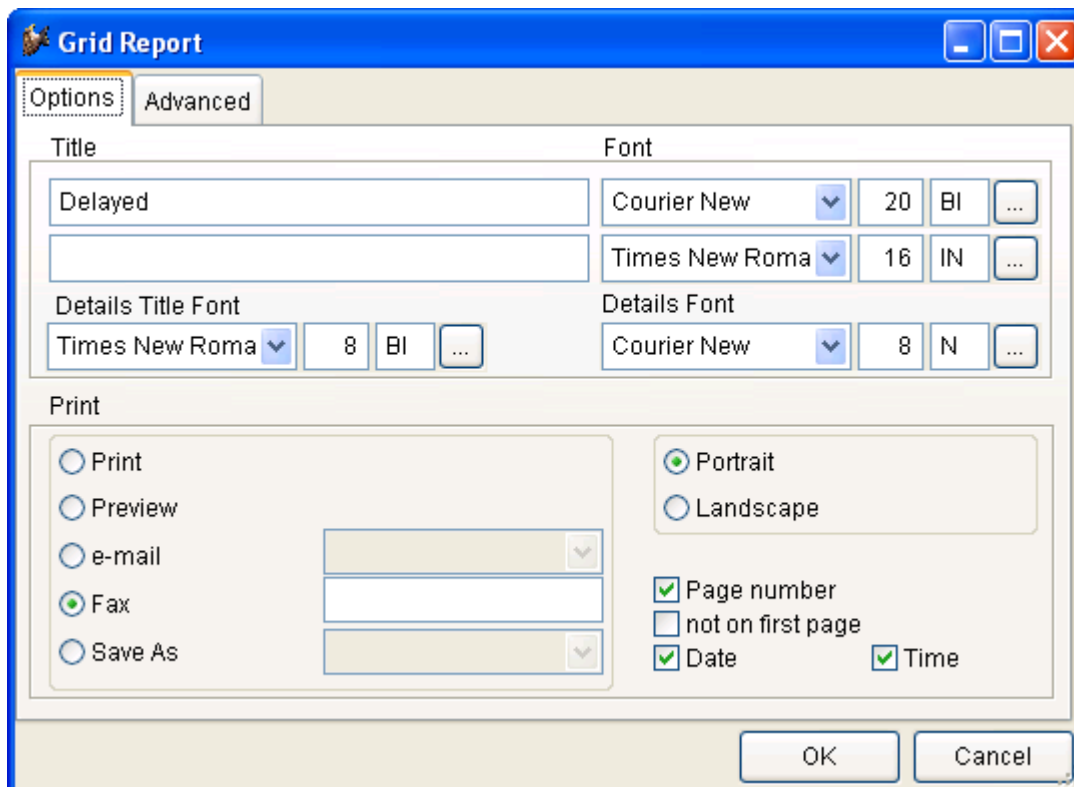 Grid Report
Options Advanced
Title Font
Delayed Courier New 20 BI ...
Times New Roma 16 IN ...
Details Title Font Details Font
Times New Roma 8 BI ... Courier New 8 N ...
Print
Print Portrait
Preview Landscape
e-mail
Fax Page number
not on first page
Save As Date Time
OK Cancel